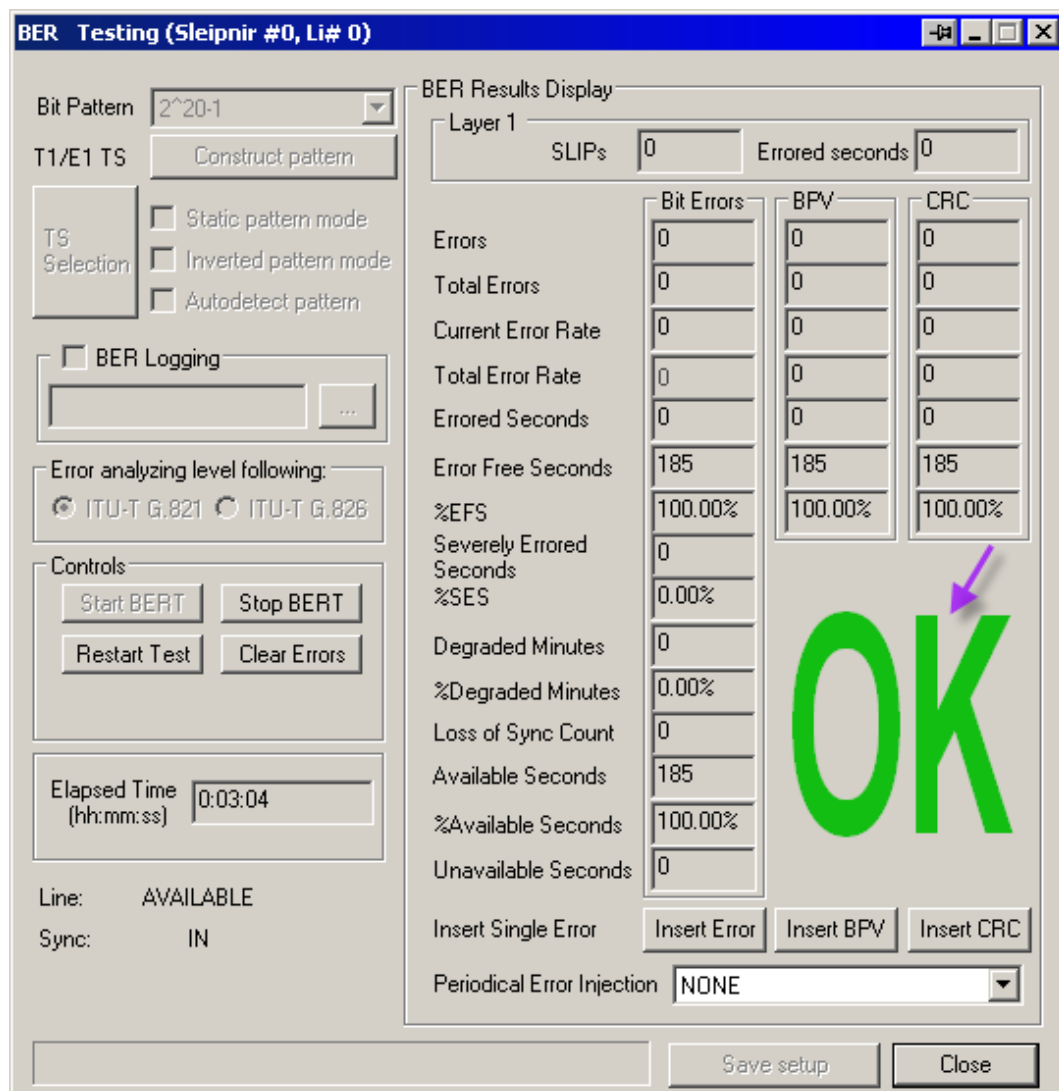 BER Testing (Sleipnir #0, Li# 0)
Bit Pattern 2^20-1
T1/E1 TS Construct pattern
TS Selection
Static pattern mode
Inverted pattern mode
Autodetect pattern
BER Logging
...
Error analyzing level following:
ITU-T G.821 ITU-T G.826
Controls
Start BERT Stop BERT
Restart Test Clear Errors
Elapsed Time (hh:mm:ss) 0:03:04
Line: AVAILABLE
Sync: IN
BER Results Display
Layer 1
SLIPs 0 Errored seconds 0
Bit Errors BPV CRC
Errors 0 0 0
Total Errors 0 0 0
Current Error Rate 0 0 0
Total Error Rate 0 0 0
Errored Seconds 0 0 0
Error Free Seconds 185 185 185
%EFS 100.00% 100.00% 100.00%
Severely Errored Seconds 0
%SES 0.00%
Degraded Minutes 0
%Degraded Minutes 0.00%
Loss of Sync Count 0
Available Seconds 185
%Available Seconds 100.00%
Unavailable Seconds 0
OK
Insert Single Error Insert Error Insert BPV Insert CRC
Periodical Error Injection NONE
Save setup Close